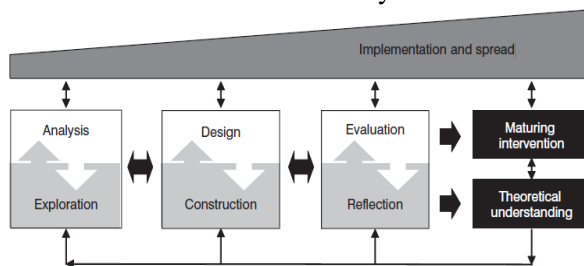 Implementation and spread
Analysis
Exploration
Design
Construction
Evaluation
Reflection
Maturing
intervention
Theoretical
understanding